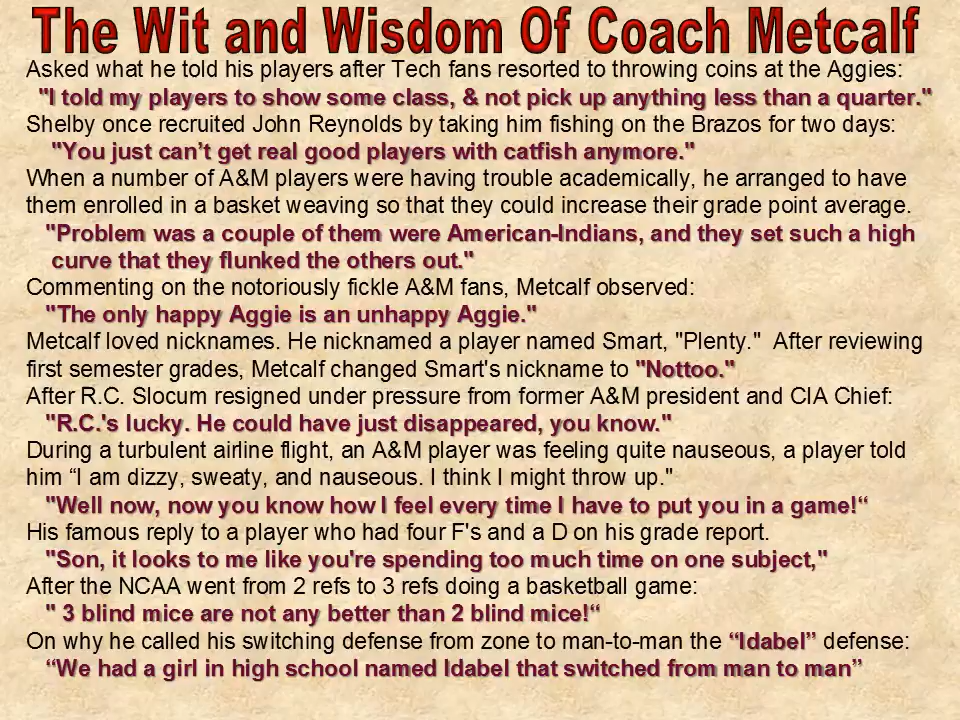 The Wit and Wisdom Of Coach Metcalf
Asked what he told his players after Tech fans resorted to throwing coins at the Aggies:
"I told my players to show some class, & not pick up anything less than a quarter."
Shelby once recruited John Reynolds by taking him fishing on the Brazos for two days:
"You just can’t get real good players with catfish anymore."
When a number of A&M players were having trouble academically, he arranged to have
them enrolled in a basket weaving so that they could increase their grade point average.
"Problem was a couple of them were American-Indians, and they set such a high
curve that they flunked the others out."
Commenting on the notoriously fickle A&M fans, Metcalf observed:
"The only happy Aggie is an unhappy Aggie."
Metcalf loved nicknames. He nicknamed a player named Smart, "Plenty." After reviewing
first semester grades, Metcalf changed Smart's nickname to "Nottoo."
After R.C. Slocum resigned under pressure from former A&M president and CIA Chief:
"R.C.'s lucky. He could have just disappeared, you know."
During a turbulent airline flight, an A&M player was feeling quite nauseous, a player told
him “I am dizzy, sweaty, and nauseous. I think I might throw up."
"Well now, now you know how I feel every time I have to put you in a game!“
His famous reply to a player who had four F's and a D on his grade report.
"Son, it looks to me like you're spending too much time on one subject,"
After the NCAA went from 2 refs to 3 refs doing a basketball game:
" 3 blind mice are not any better than 2 blind mice!“
On why he called his switching defense from zone to man-to-man the “Idabel” defense:
“We had a girl in high school named Idabel that switched from man to man”